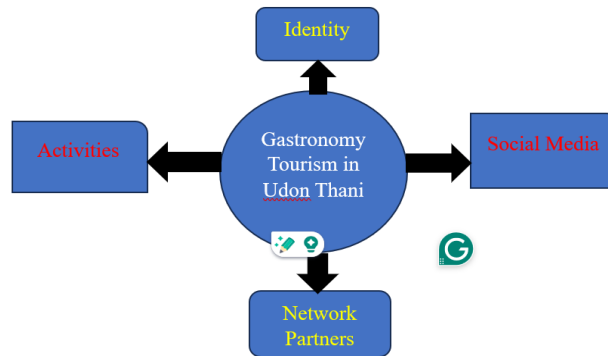 Identity
Activities
Gastronomy
Tourism in
Udon Thani
Social Media
G
Network
Partners